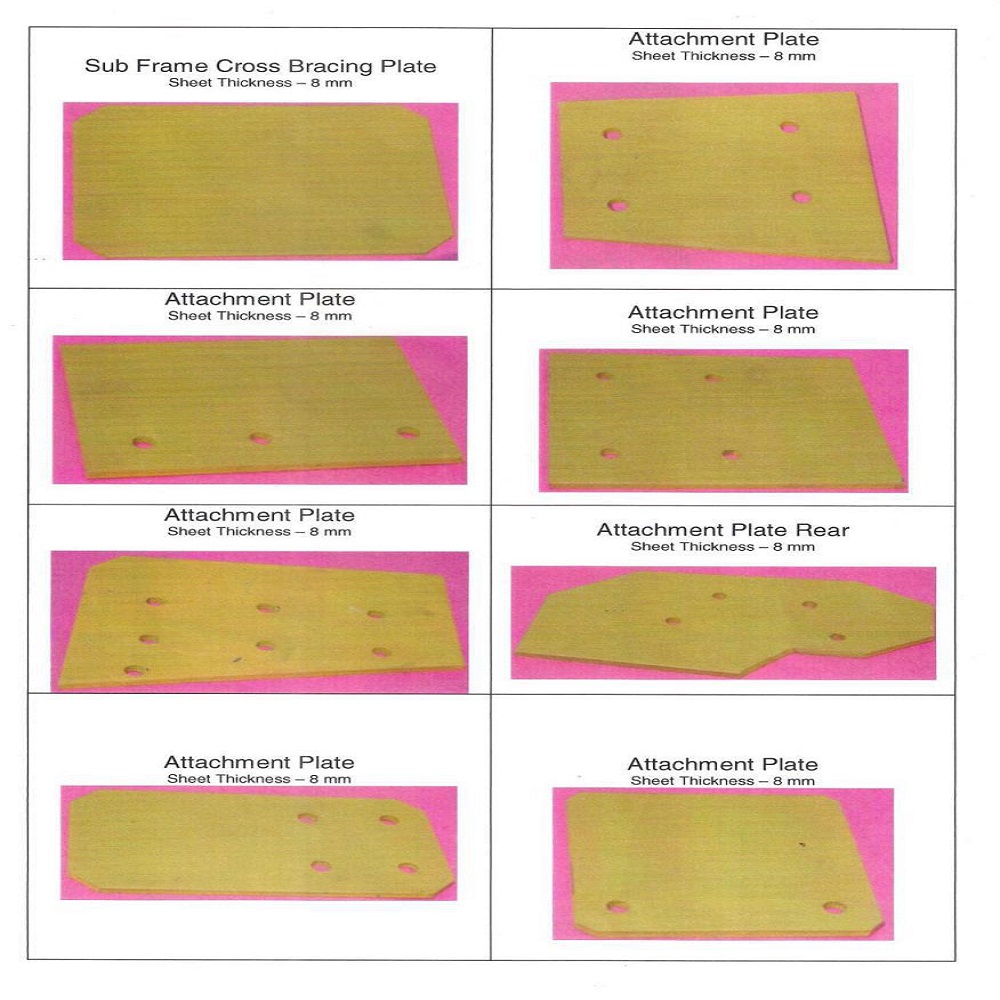 Sub Frame Cross Bracing Plate
Sheet Thickness – 8 mm
Attachment Plate
Sheet Thickness – 8 mm
Attachment Plate
Sheet Thickness – 8 mm
Attachment Plate
Sheet Thickness – 8 mm
Attachment Plate
Sheet Thickness – 8 mm
Attachment Plate Rear
Sheet Thickness – 8 mm
Attachment Plate
Sheet Thickness – 8 mm
Attachment Plate
Sheet Thickness – 8 mm